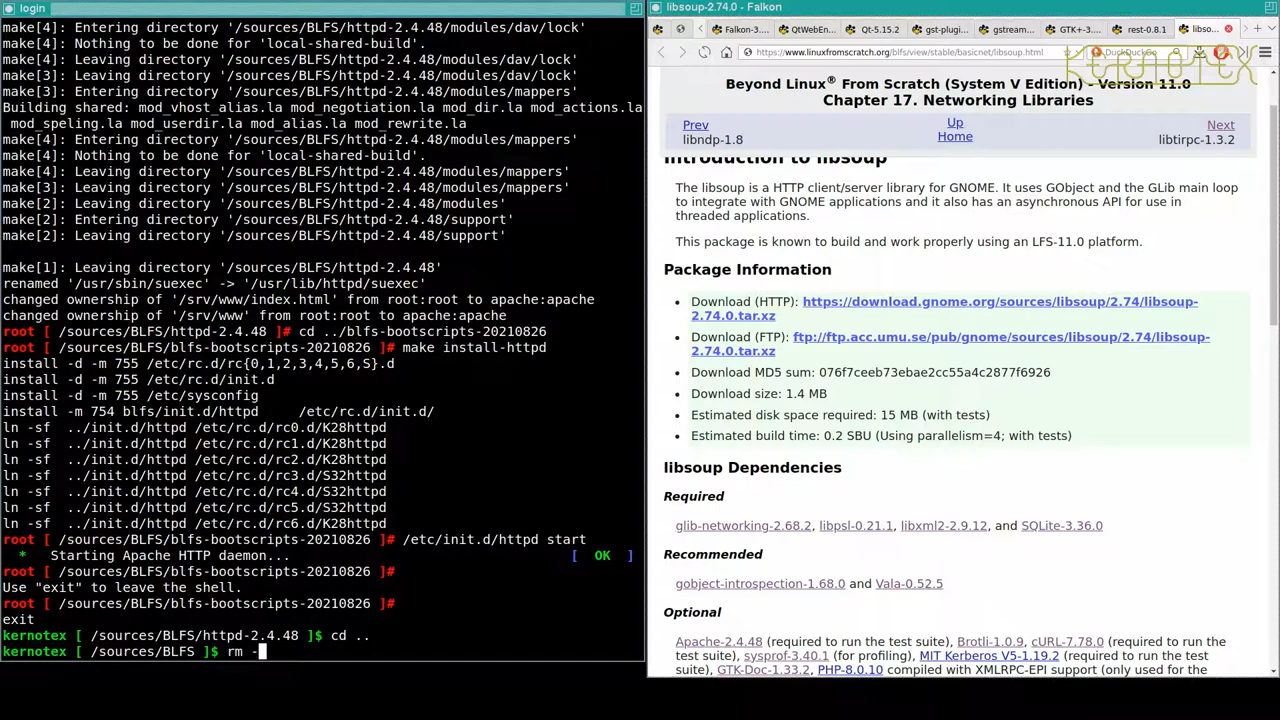 login
make[4]: Entering directory '/sources/BLFS/httpd-2.4.48/modules/dav/lock'
make[4]: Nothing to be done for 'local-shared-build'.
make[4]: Leaving directory '/sources/BLFS/httpd-2.4.48/modules/dav/lock'
make[3]: Leaving directory '/sources/BLFS/httpd-2.4.48/modules/dav/lock'
make[3]: Entering directory '/sources/BLFS/httpd-2.4.48/modules/mappers'
Building shared: mod_vhost_alias.la mod_negotiation.la mod_dir.la mod_actions.la
mod_speling.la mod_userdir.la mod_alias.la mod_rewrite.la
make[4]: Entering directory '/sources/BLFS/httpd-2.4.48/modules/mappers'
make[4]: Nothing to be done for 'local-shared-build'.
make[4]: Leaving directory '/sources/BLFS/httpd-2.4.48/modules/mappers'
make[3]: Leaving directory '/sources/BLFS/httpd-2.4.48/modules/mappers'
make[2]: Leaving directory '/sources/BLFS/httpd-2.4.48/modules'
make[2]: Entering directory '/sources/BLFS/httpd-2.4.48/support'
make[2]: Leaving directory '/sources/BLFS/httpd-2.4.48/support'
make[1]: Leaving directory '/sources/BLFS/httpd-2.4.48'
renamed '/usr/sbin/suexec' -> '/usr/lib/httpd/suexec'
changed ownership of '/srv/www/index.html' from root:root to apache:apache
changed ownership of '/srv/www' from root:root to apache:apache
root [ /sources/BLFS/httpd-2.4.48 ]# cd ../blfs-bootscripts-20210826
root [ /sources/BLFS/blfs-bootscripts-20210826 ]# make install-httpd
install -d -m 755 /etc/rc.d/rc{0,1,2,3,4,5,6,S}.d
install -d -m 755 /etc/rc.d/init.d
install -d -m 755 /etc/sysconfig
install -m 754 blfs/init.d/httpd     /etc/rc.d/init.d/
ln -sf  ../init.d/httpd /etc/rc.d/rc0.d/K28httpd
ln -sf  ../init.d/httpd /etc/rc.d/rc1.d/K28httpd
ln -sf  ../init.d/httpd /etc/rc.d/rc2.d/K28httpd
ln -sf  ../init.d/httpd /etc/rc.d/rc3.d/S32httpd
ln -sf  ../init.d/httpd /etc/rc.d/rc4.d/S32httpd
ln -sf  ../init.d/httpd /etc/rc.d/rc5.d/S32httpd
ln -sf  ../init.d/httpd /etc/rc.d/rc6.d/K28httpd
root [ /sources/BLFS/blfs-bootscripts-20210826 ]# /etc/init.d/httpd start
*   Starting Apache HTTP daemon... [  OK  ]
root [ /sources/BLFS/blfs-bootscripts-20210826 ]#
Use "exit" to leave the shell.
root [ /sources/BLFS/blfs-bootscripts-20210826 ]#
exit
kernotex [ /sources/BLFS/httpd-2.4.48 ]$ cd ..
kernotex [ /sources/BLFS ]$ rm -
libsoup-2.74.0 - Falkon
Falkon-3... QtWebEn... Qt-5.15.2 gst-plugin... gstream... GTK+-3... rest-0.8.1 libso...
https://www.linuxfromscratch.org/blfs/view/stable/basicnet/libsoup.html DuckDuckGo
KERNOTEX
Beyond Linux® From Scratch (System V Edition) - Version 11.0
Chapter 17. Networking Libraries
Prev Up Next
libndp-1.8 Home libtirpc-1.3.2
Introduction to libsoup
The libsoup is a HTTP client/server library for GNOME. It uses GObject and the GLib main loop
to integrate with GNOME applications and it also has an asynchronous API for use in
threaded applications.
This package is known to build and work properly using an LFS-11.0 platform.
Package Information
• Download (HTTP): https://download.gnome.org/sources/libsoup/2.74/libsoup-
2.74.0.tar.xz
• Download (FTP): ftp://ftp.acc.umu.se/pub/gnome/sources/libsoup/2.74/libsoup-
2.74.0.tar.xz
• Download MD5 sum: 076f7ceeb73ebae2cc55a4c2877f6926
• Download size: 1.4 MB
• Estimated disk space required: 15 MB (with tests)
• Estimated build time: 0.2 SBU (Using parallelism=4; with tests)
libsoup Dependencies
Required
glib-networking-2.68.2, libpsl-0.21.1, libxml2-2.9.12, and SQLite-3.36.0
Recommended
gobject-introspection-1.68.0 and Vala-0.52.5
Optional
Apache-2.4.48 (required to run the test suite), Brotli-1.0.9, cURL-7.78.0 (required to run the
test suite), sysprof-3.40.1 (for profiling), MIT Kerberos V5-1.19.2 (required to run the test
suite), GTK-Doc-1.33.2, PHP-8.0.10 compiled with XMLRPC-EPI support (only used for the